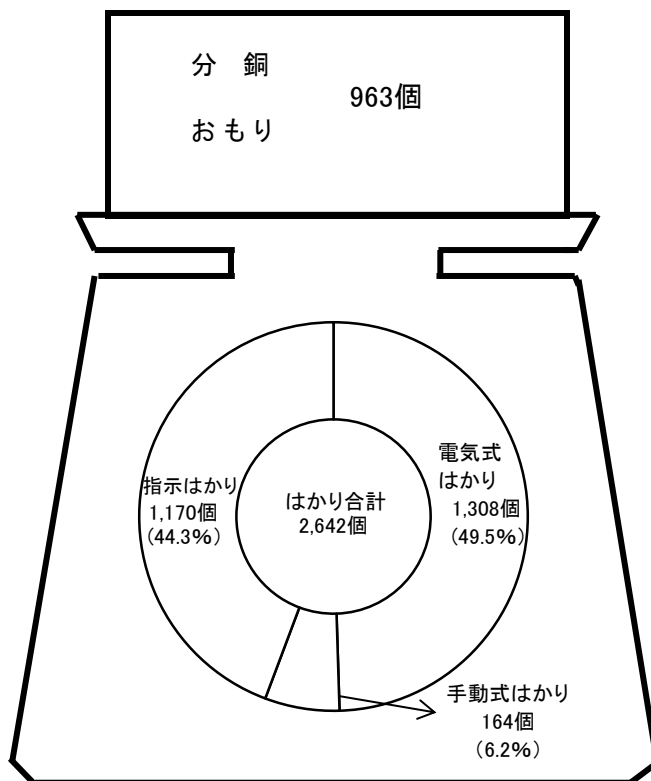 分　銅
963個
おもり
電気式
はかり
1,308個
(49.5%)
指示はかり
1,170個
(44.3%)
はかり合計
2,642個
手動式はかり
164個
(6.2%)